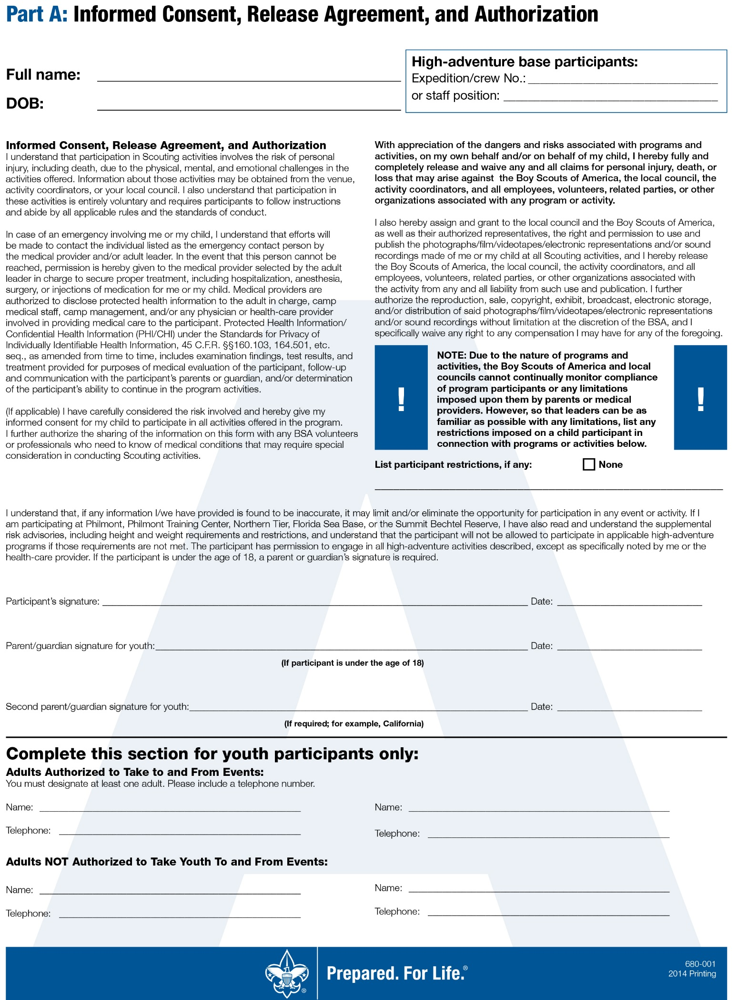 Part A: Informed Consent, Release Agreement, and Authorization
Full name:
DOB:
High-adventure base participants:
Expedition/crew No.:
or staff position:
Informed Consent, Release Agreement, and Authorization
I understand that participation in Scouting activities involves the risk of personal
injury, including death, due to the physical, mental, and emotional challenges in the
activities offered. Information about those activities may be obtained from the venue,
activity coordinators, or your local council. I also understand that participation in
these activities is entirely voluntary and requires participants to follow instructions
and abide by all applicable rules and the standards of conduct.
In case of an emergency involving me or my child, I understand that efforts will
be made to contact the individual listed as the emergency contact person by
the medical provider and/or adult leader. In the event that this person cannot be
reached, permission is hereby given to the medical provider selected by the adult
leader in charge to secure proper treatment, including hospitalization, anesthesia,
surgery, or injections of medication for me or my child. Medical providers are
authorized to disclose protected health information to the adult in charge, camp
medical staff, camp management, and/or any physician or health-care provider
involved in providing medical care to the participant. Protected Health Information/
Confidential Health Information (PHI/CHI) under the Standards for Privacy of
Individually Identifiable Health Information, 45 C.F.R. §§160.103, 164.501, etc.
seq., as amended from time to time, includes examination findings, test results, and
treatment provided for purposes of medical evaluation of the participant, follow-up
and communication with the participant’s parents or guardian, and/or determination
of the participant’s ability to continue in the program activities.
(If applicable) I have carefully considered the risk involved and hereby give my
informed consent for my child to participate in all activities offered in the program.
I further authorize the sharing of the information on this form with any BSA volunteers
or professionals who need to know of medical conditions that may require special
consideration in conducting Scouting activities.
With appreciation of the dangers and risks associated with programs and
activities, on my own behalf and/or on behalf of my child, I hereby fully and
completely release and waive any and all claims for personal injury, death, or
loss that may arise against the Boy Scouts of America, the local council, the
activity coordinators, and all employees, volunteers, related parties, or other
organizations associated with any program or activity.
I also hereby assign and grant to the local council and the Boy Scouts of America,
as well as their authorized representatives, the right and permission to use and
publish the photographs/film/videotapes/electronic representations and/or sound
recordings made of me or my child at all Scouting activities, and I hereby release
the Boy Scouts of America, the local council, the activity coordinators, and all
employees, volunteers, related parties, or other organizations associated with
the activity from any and all liability from such use and publication. I further
authorize the reproduction, sale, copyright, exhibit, broadcast, electronic storage,
and/or distribution of said photographs/film/videotapes/electronic representations
and/or sound recordings without limitation at the discretion of the BSA, and I
specifically waive any right to any compensation I may have for any of the foregoing.
!
NOTE: Due to the nature of programs and
activities, the Boy Scouts of America and local
councils cannot continually monitor compliance
of program participants or any limitations
imposed upon them by parents or medical
providers. However, so that leaders can be as
familiar as possible with any limitations, list any
restrictions imposed on a child participant in
connection with programs or activities below.
!
List participant restrictions, if any: None
I understand that, if any information I/we have provided is found to be inaccurate, it may limit and/or eliminate the opportunity for participation in any event or activity. If I
am participating at Philmont, Philmont Training Center, Northern Tier, Florida Sea Base, or the Summit Bechtel Reserve, I have also read and understand the supplemental
risk advisories, including height and weight requirements and restrictions, and understand that the participant will not be allowed to participate in applicable high-adventure
programs if those requirements are not met. The participant has permission to engage in all high-adventure activities described, except as specifically noted by me or the
health-care provider. If the participant is under the age of 18, a parent or guardian’s signature is required.
Participant’s signature: Date:
Parent/guardian signature for youth: Date:
(If participant is under the age of 18)
Second parent/guardian signature for youth: Date:
(If required; for example, California)
Complete this section for youth participants only:
Adults Authorized to Take to and From Events:
You must designate at least one adult. Please include a telephone number.
Name: Name:
Telephone: Telephone:
Adults NOT Authorized to Take Youth To and From Events:
Name: Name:
Telephone: Telephone:
Prepared. For Life.®
680-001
2014 Printing